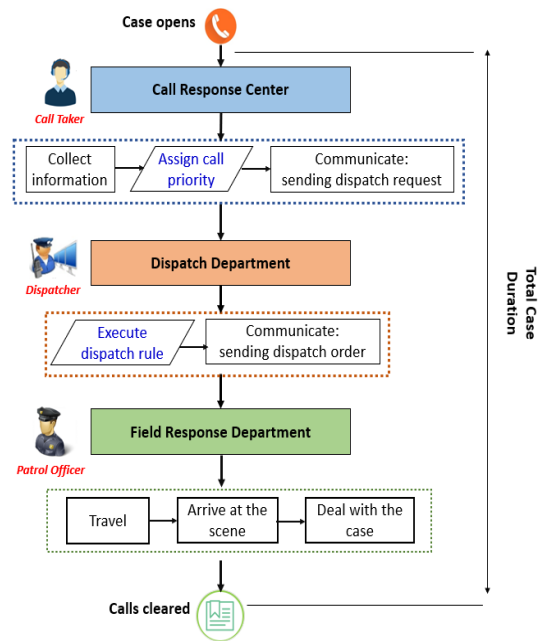 Case opens
Call Response Center
Call Taker
Collect
information
Assign call
priority
Communicate:
sending dispatch request
Dispatch Department
Dispatcher
Execute
dispatch rule
Communicate:
sending dispatch order
Field Response Department
Patrol Officer
Travel
Arrive at the
scene
Deal with the
case
Calls cleared
Total Case
Duration